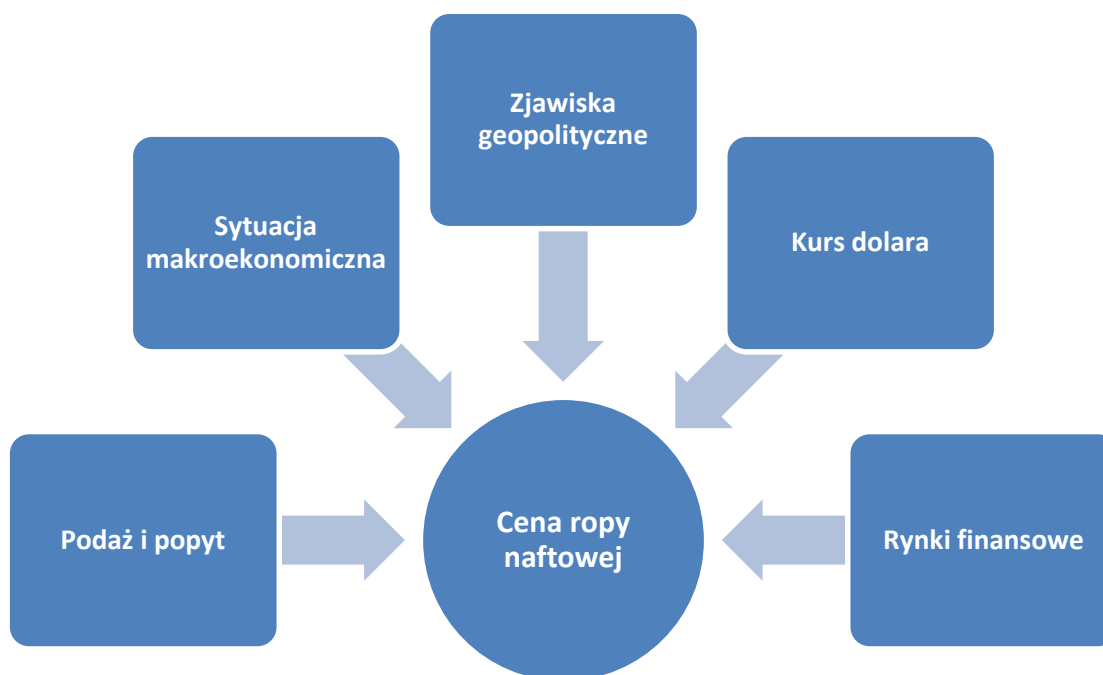 Zjawiska
geopolityczne
Sytuacja
makroekonomiczna
Kurs dolara
Podaż i popyt
Cena ropy
naftowej
Rynki finansowe